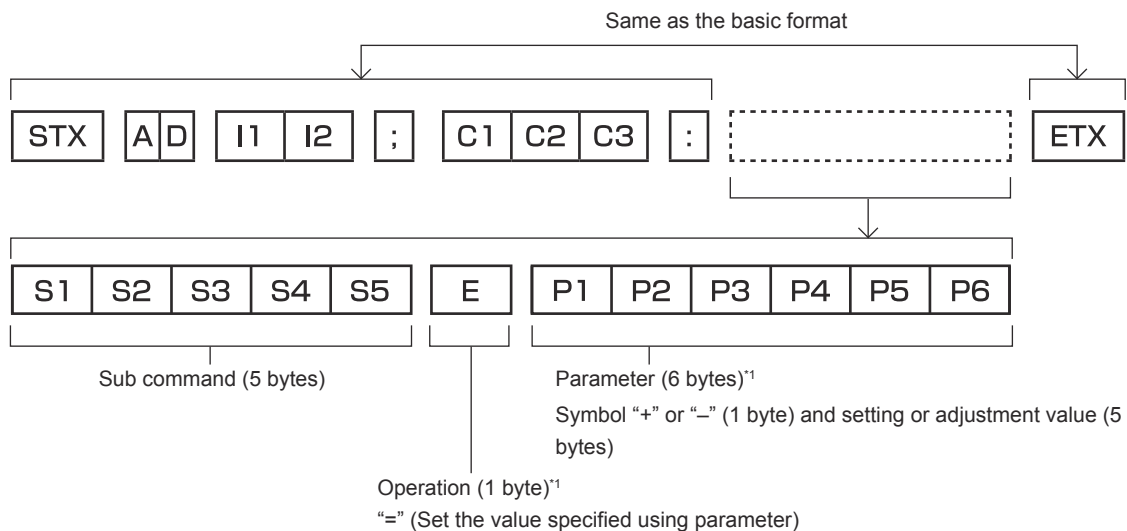 Same as the basic format
STX A D I1 I2 ; C1 C2 C3 : ETX
S1 S2 S3 S4 S5 E P1 P2 P3 P4 P5 P6
Sub command (5 bytes)
Parameter (6 bytes)*1
Symbol “+” or “–” (1 byte) and setting or adjustment value (5
bytes)
Operation (1 byte)*1
“=” (Set the value specified using parameter)